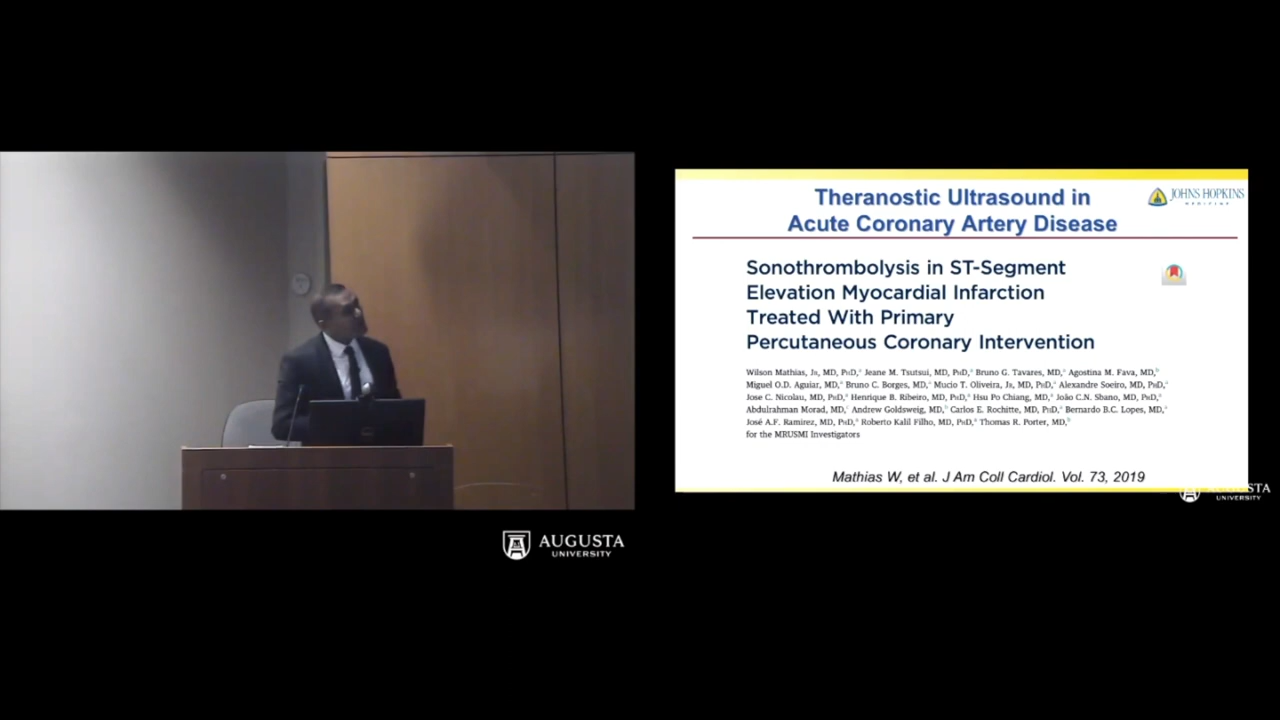 Theranostic Ultrasound in
Acute Coronary Artery Disease
JOHNS HOPKINS
MEDICINE
Sonothrombolysis in ST-Segment
Elevation Myocardial Infarction
Treated With Primary
Percutaneous Coronary Intervention
Wilson Mathias, Jr, MD, PhD,a Jeane M. Tsutsui, MD, PhD,a Bruno G. Tavares, MD,a Agostina M. Fava, MD,b
Miguel O.D. Aguiar, MD,a Bruno C. Borges, MD,a Mucio T. Oliveira, Jr, MD, PhD,a Alexandre Soeiro, MD, PhD,a
Jose C. Nicolau, MD, PhD,a Henrique B. Ribeiro, MD, PhD,a Hsu Po Chiang, MD,a João C.N. Sbano, MD, PhD,a
Abdulrahman Morad, MD,c Andrew Goldsweig, MD,b Carlos E. Rochitte, MD, PhD,a Bernardo B.C. Lopes, MD,a
José A.F. Ramirez, MD, PhD,a Roberto Kalil Filho, MD, PhD,a Thomas R. Porter, MD,b
for the MRUSMI Investigators
Mathias W, et al. J Am Coll Cardiol. Vol. 73, 2019
AUGUSTA
UNIVERSITY
UNIVERSITY